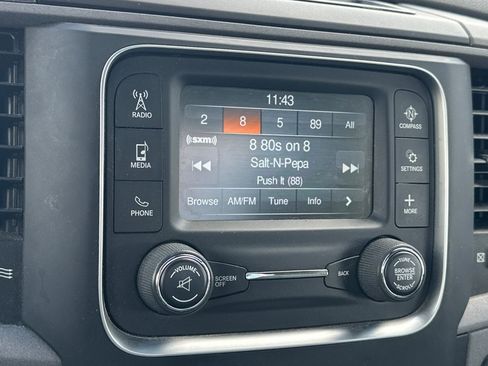 11:43
2 8 5 89 All
((sxm))
8 80s on 8
Salt-N-Pepa
Push It (88)
Browse AM/FM Tune Info >
RADIO
MEDIA
PHONE
COMPASS
SETTINGS
+
MORE
VOLUME
SCREEN OFF
BACK
TUNE
BROWSE
ENTER
SCROLL